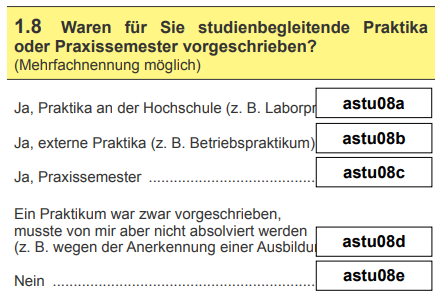 1.8 Waren für Sie studienbegleitende Praktika
oder Praxissemester vorgeschrieben?
(Mehrfachnennung möglich)
Ja, Praktika an der Hochschule (z. B. Laborpr astu08a
Ja, externe Praktika (z. B. Betriebspraktikum) astu08b
Ja, Praxissemester ................................ astu08c
Ein Praktikum war zwar vorgeschrieben,
musste von mir aber nicht absolviert werden
(z. B. wegen der Anerkennung einer Ausbildu astu08d
Nein .................................................... astu08e